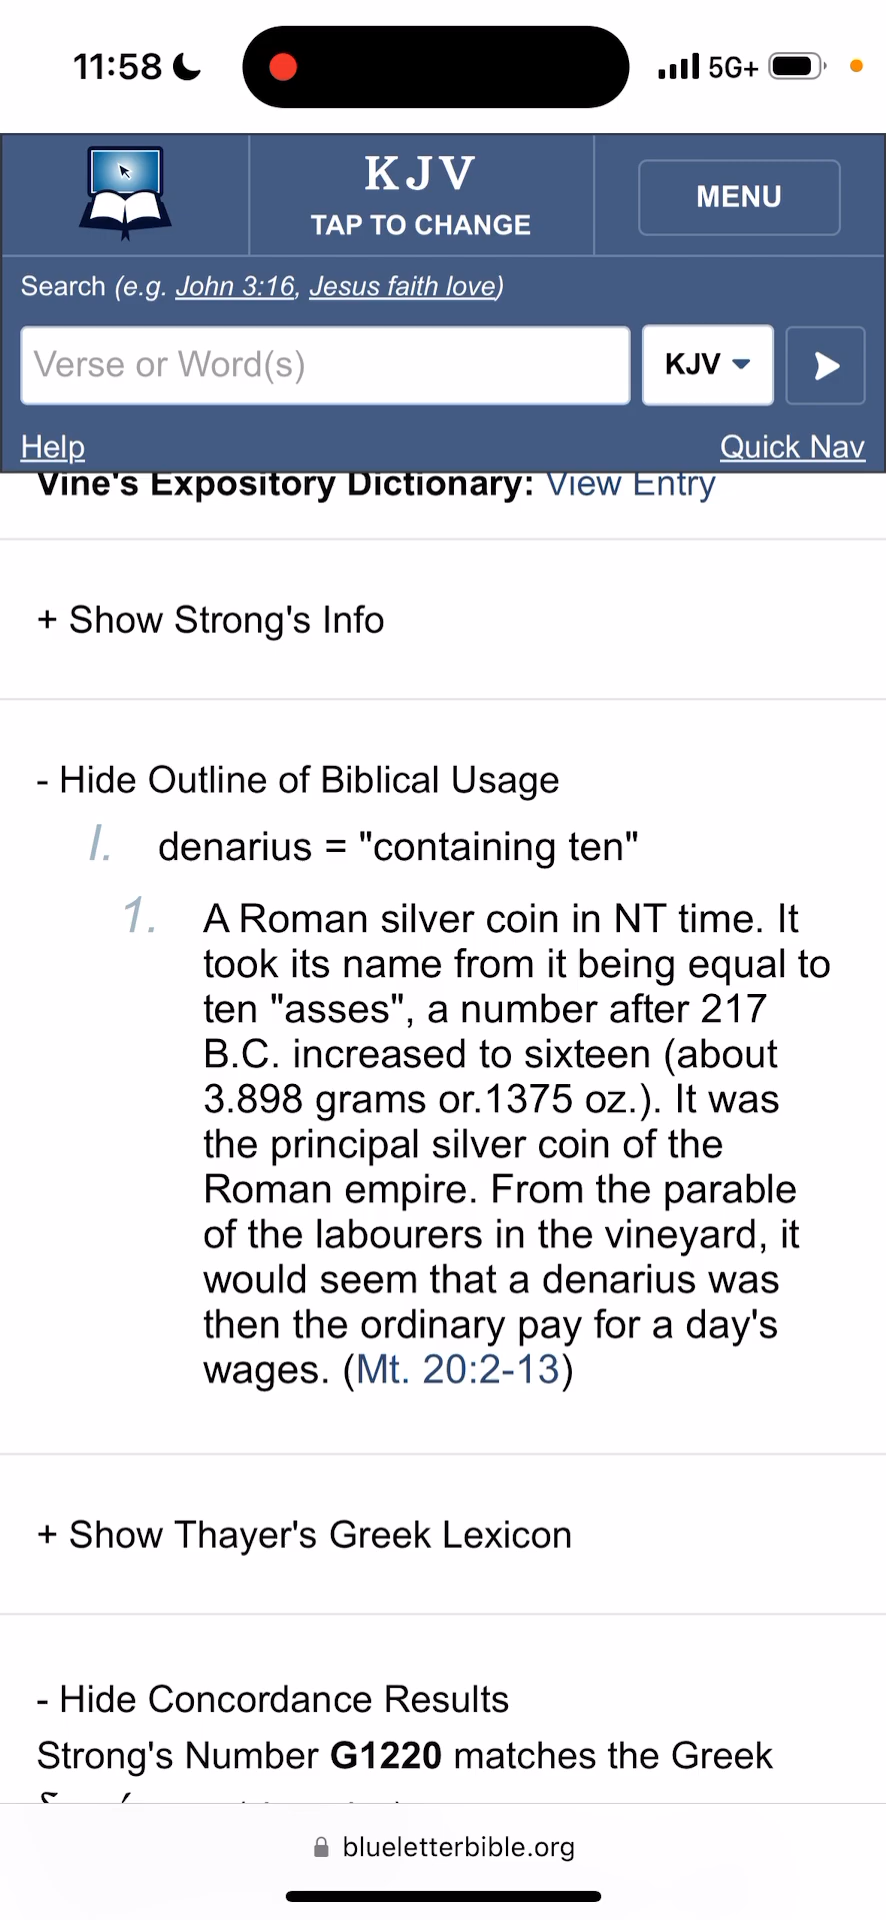 11:58 5G+
KJV
TAP TO CHANGE
MENU
Search (e.g. John 3:16, Jesus faith love)
Verse or Word(s) KJV
Help Quick Nav
Vine's Expository Dictionary: View Entry
+ Show Strong's Info
- Hide Outline of Biblical Usage
I. denarius = "containing ten"
1. A Roman silver coin in NT time. It
took its name from it being equal to
ten "asses", a number after 217
B.C. increased to sixteen (about
3.898 grams or.1375 oz.). It was
the principal silver coin of the
Roman empire. From the parable
of the labourers in the vineyard, it
would seem that a denarius was
then the ordinary pay for a day's
wages. (Mt. 20:2-13)
+ Show Thayer's Greek Lexicon
- Hide Concordance Results
Strong's Number G1220 matches the Greek
blueletterbible.org